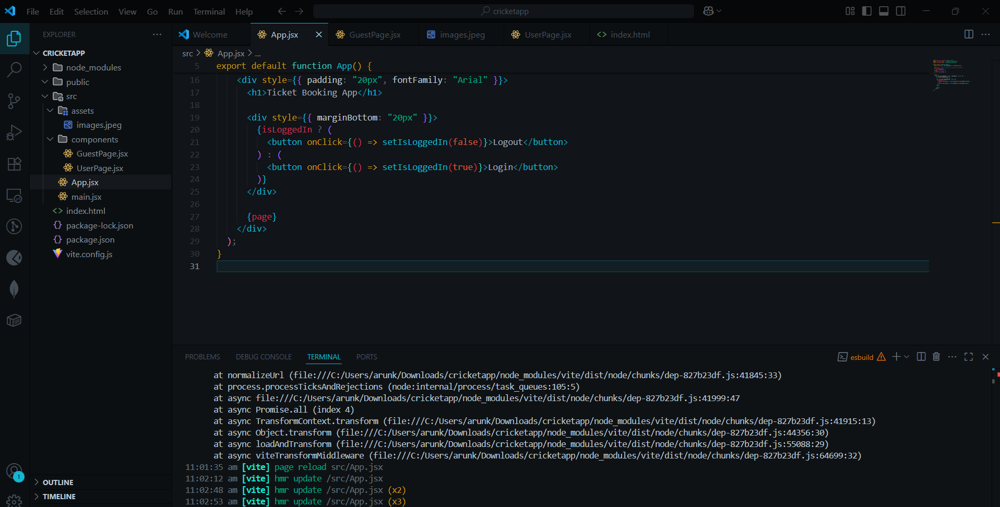 File Edit Selection View Go Run Terminal Help
cricketapp
EXPLORER
CRICKETAPP
node_modules
public
src
assets
images.jpeg
components
GuestPage.jsx
UserPage.jsx
App.jsx
main.jsx
index.html
package-lock.json
package.json
vite.config.js
1
OUTLINE
TIMELINE
Welcome App.jsx GuestPage.jsx images.jpeg UserPage.jsx index.html
src > App.jsx > ...
5 export default function App() {
16 <div style={{ padding: "20px", fontFamily: "Arial" }}>
17 <h1>Ticket Booking App</h1>
18
19 <div style={{ marginBottom: "20px" }}>
20 {isLoggedIn ? (
21 <button onClick={() => setIsLoggedIn(false)}>Logout</button>
22 ) : (
23 <button onClick={() => setIsLoggedIn(true)}>Login</button>
24 )}
25 </div>
26
27 {page}
28 </div>
29 );
30 }
31
PROBLEMS DEBUG CONSOLE TERMINAL PORTS
esbuild
at normalizeUrl (file:///C:/Users/arunk/Downloads/cricketapp/node_modules/vite/dist/node/chunks/dep-827b23df.js:41845:33)
at process.processTicksAndRejections (node:internal/process/task_queues:105:5)
at async file:///C:/Users/arunk/Downloads/cricketapp/node_modules/vite/dist/node/chunks/dep-827b23df.js:41999:47
at async Promise.all (index 4)
at async TransformContext.transform (file:///C:/Users/arunk/Downloads/cricketapp/node_modules/vite/dist/node/chunks/dep-827b23df.js:41915:13)
at async Object.transform (file:///C:/Users/arunk/Downloads/cricketapp/node_modules/vite/dist/node/chunks/dep-827b23df.js:44356:30)
at async loadAndTransform (file:///C:/Users/arunk/Downloads/cricketapp/node_modules/vite/dist/node/chunks/dep-827b23df.js:55088:29)
at async viteTransformMiddleware (file:///C:/Users/arunk/Downloads/cricketapp/node_modules/vite/dist/node/chunks/dep-827b23df.js:64699:32)
11:01:35 am [vite] page reload src/App.jsx
11:02:12 am [vite] hmr update /src/App.jsx
11:02:48 am [vite] hmr update /src/App.jsx (x2)
11:02:53 am [vite] hmr update /src/App.jsx (x3)